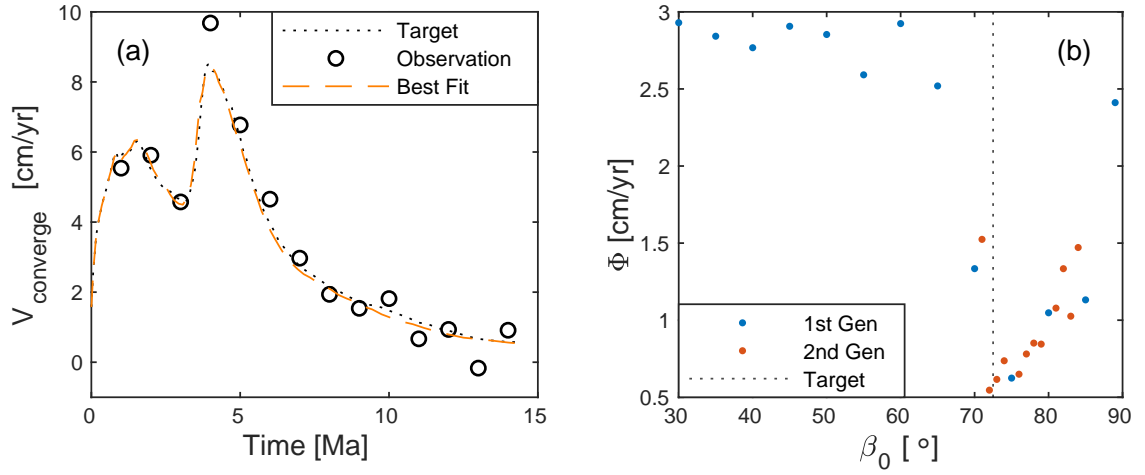 (a)
Target
Observation
Best Fit
V_converge [cm/yr]
10
8
6
4
2
0
0 5 10 15
Time [Ma]
(b)
Φ [cm/yr]
3
2.5
2
1.5
1
0.5
1st Gen
2nd Gen
Target
30 40 50 60 70 80 90
β_0 [ °]